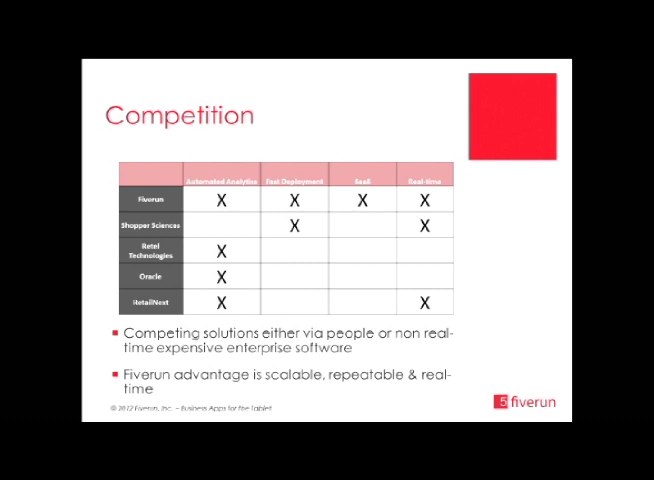 Competition
Automated Analytics Fast Deployment SaaS Real-time
Fiverun X X X X
Shopper Sciences X X
Retel
Technologies X
Oracle X
RetailNext X X
Competing solutions either via people or non real-
time expensive enterprise software
Fiverun advantage is scalable, repeatable & real-
time
© 2012 Fiverun, Inc. – Business Apps for the Tablet
5 fiverun